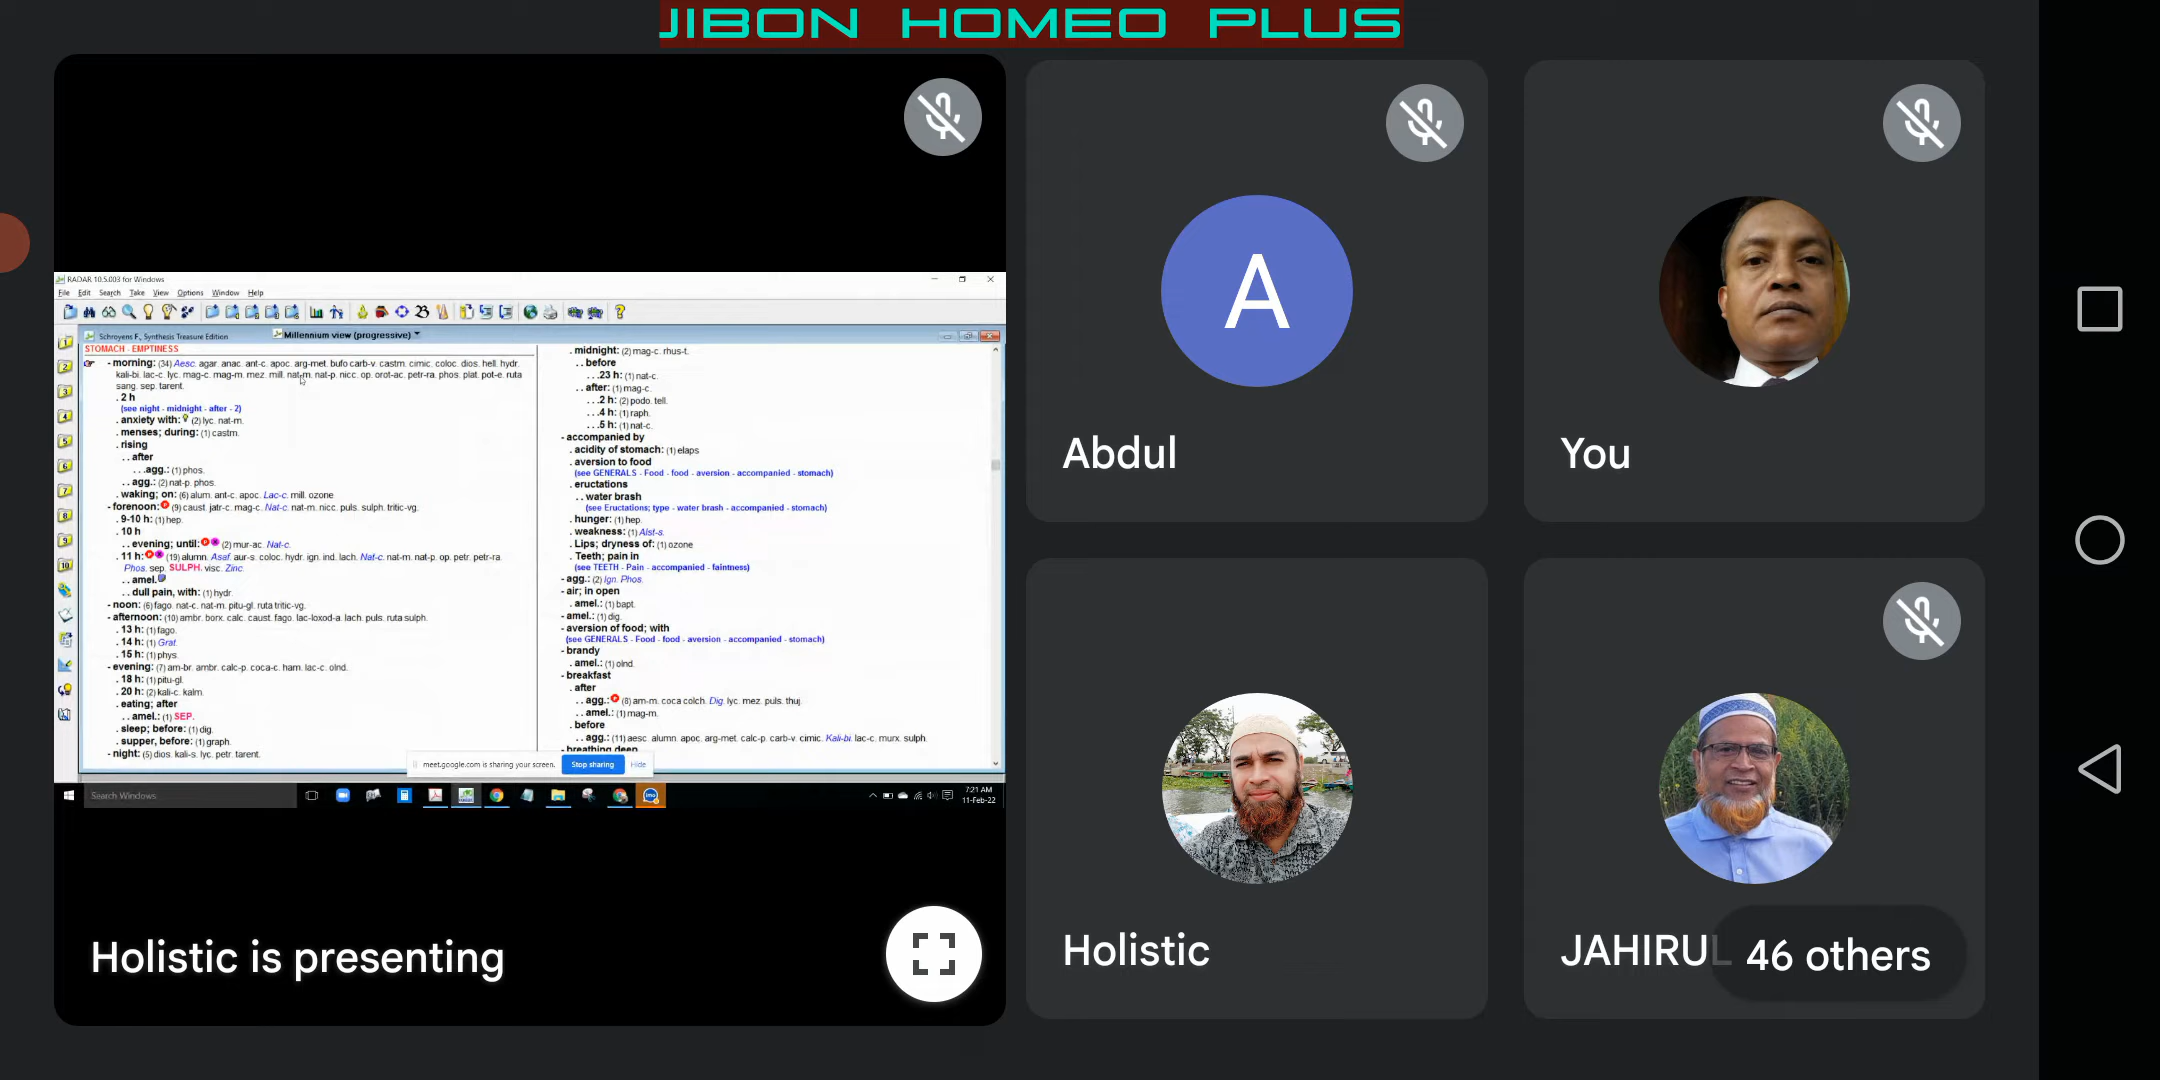 JIBON HOMEO PLUS
RADAR 10.5.003 for Windows
File Edit Search Take View Options Window Help
Schroyens F., Synthesis Treasure Edition
Millennium view (progressive)
STOMACH - EMPTINESS
- morning: (34) Aesc. agar. anac. ant-c. apoc. arg-met. bufo carb-v. castm. cimic. coloc. dios. hell. hydr.
kali-bi. lac-c. lyc. mag-c. mag-m. mez. mill. nat-m. nat-p. nicc. op. orot-ac. petr-ra. phos. plat. pot-e. ruta
sang. sep. tarent.
. 2 h
(see night - midnight - after - 2)
. anxiety with: (2) lyc. nat-m.
. menses; during: (1) castm.
. rising
. . after
. . . agg.: (1) phos.
. . agg.: (2) nat-p. phos.
. waking; on: (6) alum. ant-c. apoc. Lac-c. mill. ozone
- forenoon: (9) caust. jatr-c. mag-c. Nat-c. nat-m. nicc. puls. sulph. tritic-vg.
. 9-10 h: (1) hep.
. 10 h
. . evening; until: (2) mur-ac. Nat-c.
. 11 h: (19) alumn. Asaf. aur-s. coloc. hydr. ign. ind. lach. Nat-c. nat-m. nat-p. op. petr. petr-ra.
Phos. sep. SULPH. visc. Zinc.
. . amel.
. . dull pain, with: (1) hydr.
- noon: (6) fago. nat-c. nat-m. pitu-gl. ruta tritic-vg.
- afternoon: (10) ambr. borx. calc. caust. fago. lac-loxod-a. lach. puls. ruta sulph.
. 13 h: (1) fago.
. 14 h: (1) Grat.
. 15 h: (1) phys.
- evening: (7) am-br. ambr. calc-p. coca-c. ham. lac-c. olnd.
. 18 h: (1) pitu-gl.
. 20 h: (2) kali-c. kalm.
. eating; after
. . amel.: (1) SEP.
. sleep; before: (1) dig.
. supper, before: (1) graph.
- night: (5) dios. kali-s. lyc. petr. tarent.
. midnight: (2) mag-c. rhus-t.
. . before
. . . 23 h: (1) nat-c.
. . after: (1) mag-c.
. . . 2 h: (2) podo. tell.
. . . 4 h: (1) raph.
. . . 5 h: (1) nat-c.
- accompanied by
. acidity of stomach: (1) elaps
. aversion to food
(see GENERALS - Food - food - aversion - accompanied - stomach)
. eructations
. . water brash
(see Eructations; type - water brash - accompanied - stomach)
. hunger: (1) hep.
. weakness: (1) Alst-s.
. Lips; dryness of: (1) ozone
. Teeth; pain in
(see TEETH - Pain - accompanied - faintness)
- agg.: (2) Ign. Phos.
- air; in open
. amel.: (1) bapt.
- amel.: (1) dig.
- aversion of food; with
(see GENERALS - Food - food - aversion - accompanied - stomach)
- brandy
. amel.: (1) olnd.
- breakfast
. after
. . agg.: (8) am-m. coca colch. Dig. lyc. mez. puls. thuj.
. . amel.: (1) mag-m.
. before
. . agg.: (11) aesc. alumn. apoc. arg-met. calc-p. carb-v. cimic. Kali-bi. lac-c. murx. sulph.
- breathing deep
meet.google.com is sharing your screen. Stop sharing Hide
Search Windows
7:21 AM
11-Feb-22
Holistic is presenting
A
Abdul
You
Holistic
JAHIRUL
46 others